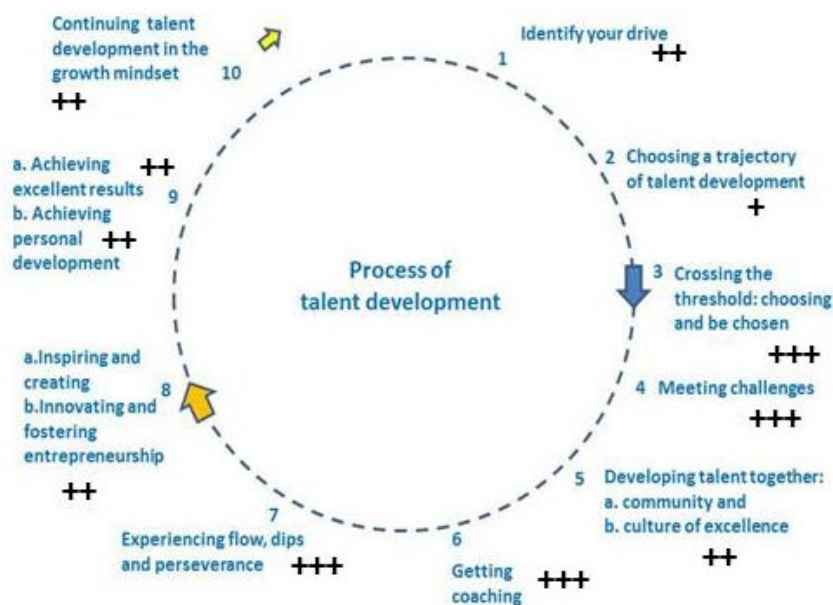 Process of
talent development
1
Identify your drive
++
2
Choosing a trajectory
of talent development
+
3
Crossing the
threshold: choosing
and be chosen
+++
4
Meeting challenges
+++
5
Developing talent together:
a. community and
b. culture of excellence
++
6
Getting
coaching
+++
7
Experiencing flow, dips
and perseverance
+++
8
a.Inspiring and
creating
b.Innovating and
fostering
entrepreneurship
++
9
a. Achieving
++
excellent results
b. Achieving
personal
++
development
10
Continuing talent
development in the
growth mindset
++